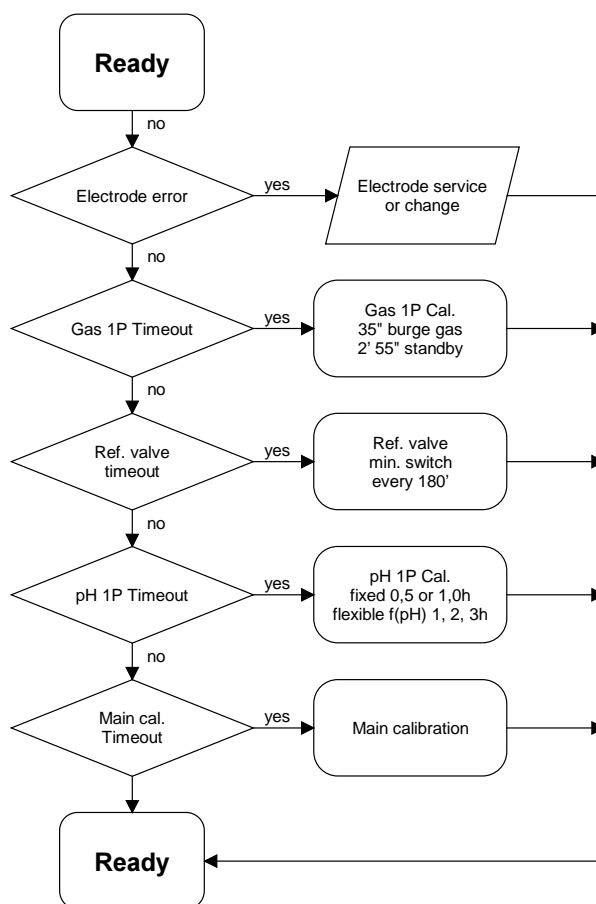 Ready
no
Electrode error
yes
Electrode service
or change
no
Gas 1P Timeout
yes
Gas 1P Cal.
35" burge gas
2' 55" standby
no
Ref. valve
timeout
yes
Ref. valve
min. switch
every 180'
no
pH 1P Timeout
yes
pH 1P Cal.
fixed 0,5 or 1,0h
flexible f(pH) 1, 2, 3h
no
Main cal.
Timeout
yes
Main calibration
Ready